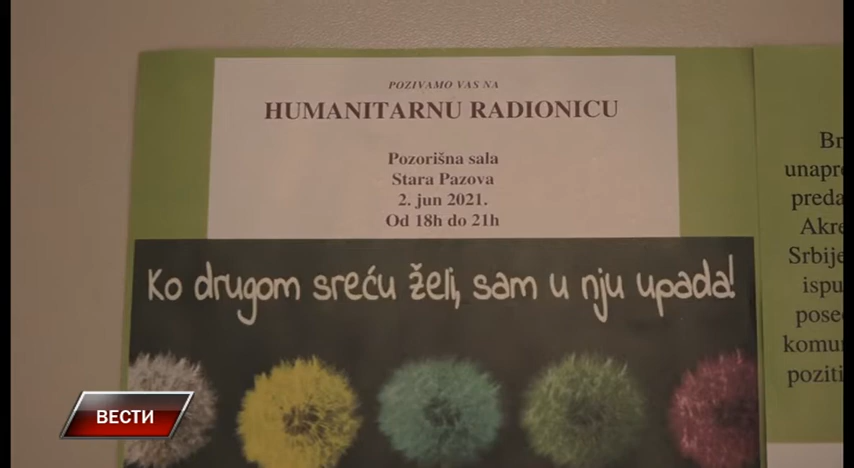 POZIVAMO VAS NA
HUMANITARNU RADIONICU
Pozorišna sala
Stara Pazova
2. jun 2021.
Od 18h do 21h
Ko drugom sreću želi, sam u nju upada!
Srbije
ВЕСТИ